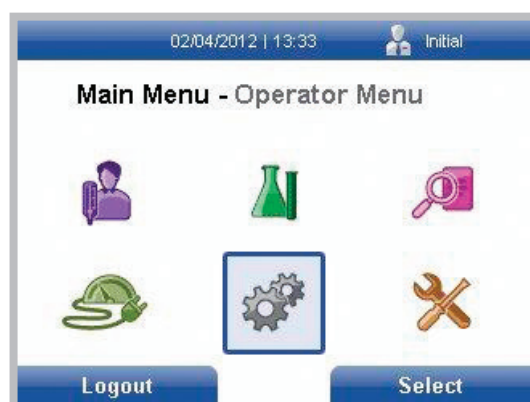 02/04/2012 | 13:33 Initial
Main Menu - Operator Menu
Logout Select